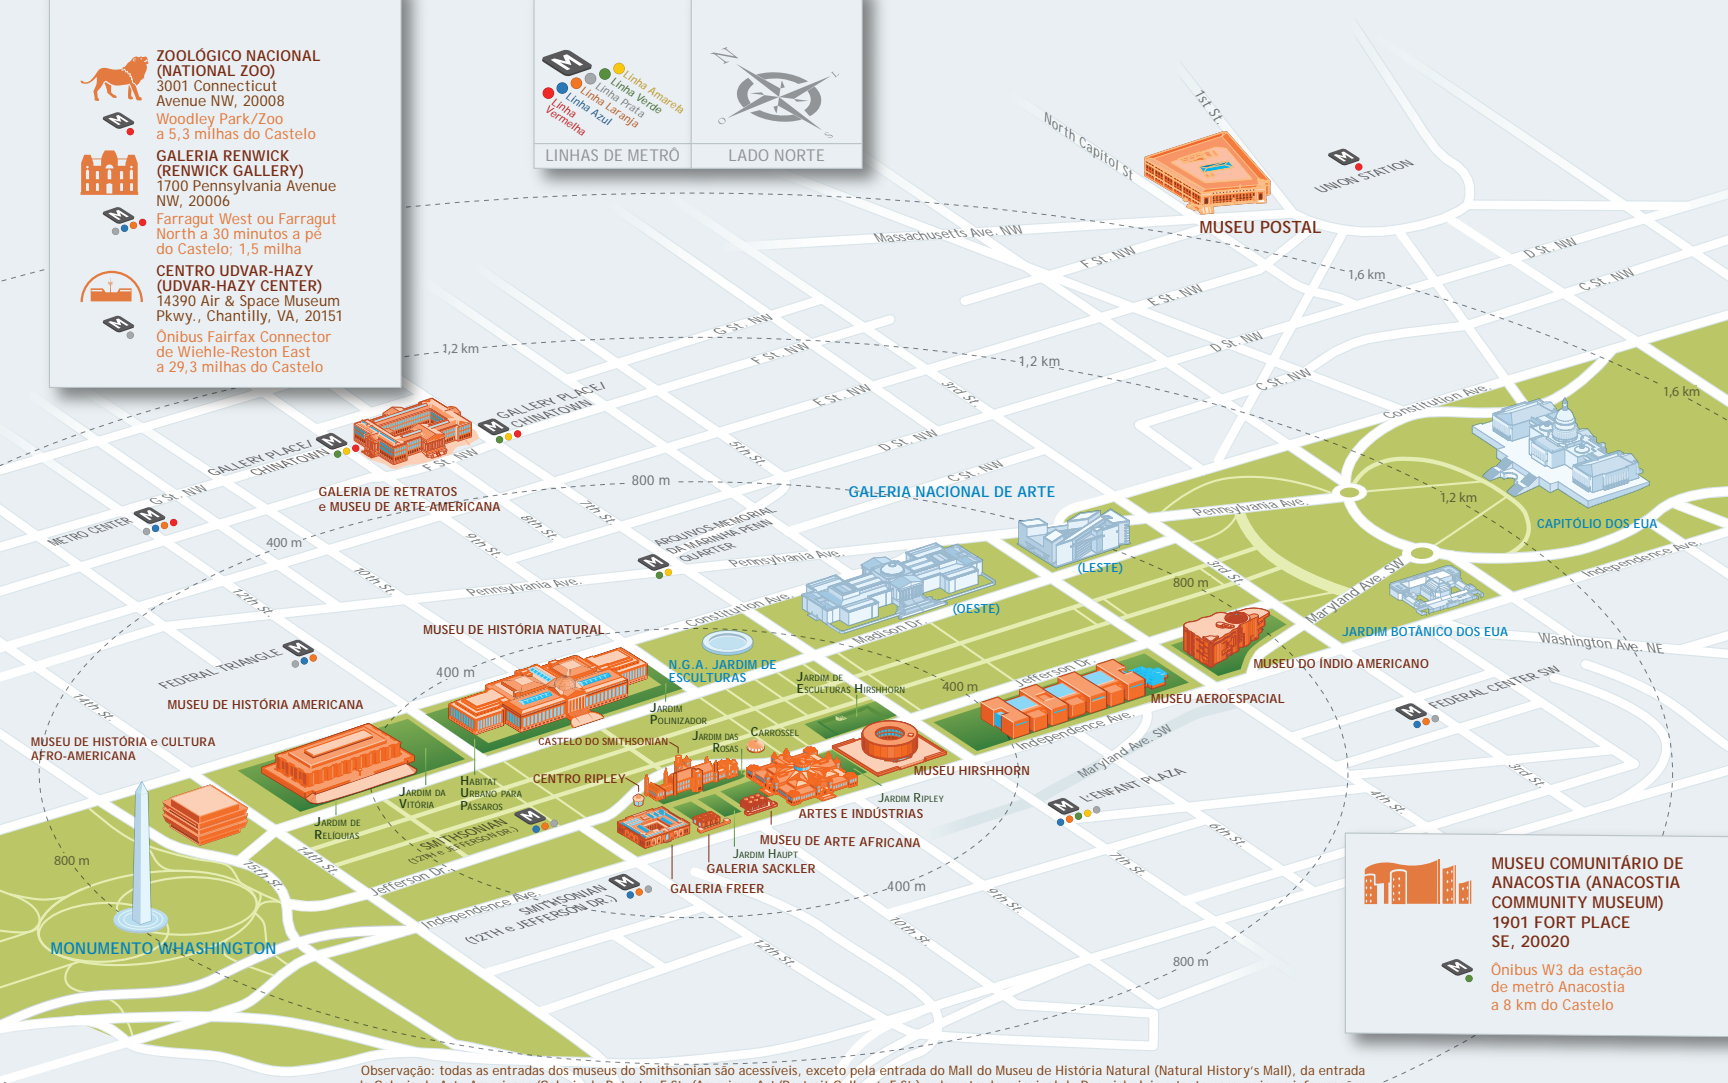 ZOOLÓGICO NACIONAL
(NATIONAL ZOO)
3001 Connecticut
Avenue NW, 20008
Woodley Park/Zoo
a 5,3 milhas do Castelo
GALERIA RENWICK
(RENWICK GALLERY)
1700 Pennsylvania Avenue
NW, 20006
Farragut West ou Farragut
North a 30 minutos a pé
do Castelo; 1,5 milha
CENTRO UDVAR-HAZY
(UDVAR-HAZY CENTER)
14390 Air & Space Museum
Pkwy., Chantilly, VA, 20151
Ônibus Fairfax Connector
de Wiehle-Reston East
a 29,3 milhas do Castelo
M
Linha Amarela
Linha Verde
Linha Prata
Linha Laranja
Linha Azul
Linha
Vermelha
LINHAS DE METRÔ
N
L
O
S
LADO NORTE
1st St.
North Capitol St
UNION STATION
MUSEU POSTAL
Massachusetts Ave. NW
F St. NW
E St. NW
D St. NW
C St. NW
1,6 km
D St. NW
C St. NW
G St. NW
F St. NW
E St. NW
D St. NW
C St. NW
1,2 km
1,2 km
3rd St.
5th St.
Constitution Ave.
1,6 km
GALLERY PLACE/
CHINATOWN
GALLERY PLACE/
CHINATOWN
F St. NW
G St. NW
METRO CENTER
GALERIA DE RETRATOS
e MUSEU DE ARTE AMERICANA
800 m
7th St.
8th St.
9th St.
10th St.
12th St.
14th St.
400 m
ARQUIVOS-MEMORIAL
DA MARINHA PENN
QUARTER
GALERIA NACIONAL DE ARTE
(LESTE)
(OESTE)
Pennsylvania Ave.
Pennsylvania Ave.
Pennsylvania Ave.
Constitution Ave.
Madison Dr.
1,2 km
CAPITÓLIO DOS EUA
Independence Ave.
Maryland Ave. SW
3rd St.
800 m
JARDIM BOTÂNICO DOS EUA
Washington Ave. NE
MUSEU DO ÍNDIO AMERICANO
FEDERAL TRIANGLE
MUSEU DE HISTÓRIA NATURAL
400 m
N.G.A. JARDIM DE
ESCULTURAS
JARDIM DE
ESCULTURAS HIRSHHORN
400 m
Jefferson Dr.
MUSEU AEROESPACIAL
FEDERAL CENTER SW
MUSEU DE HISTÓRIA AMERICANA
JARDIM
POLINIZADOR
MUSEU DE HISTÓRIA e CULTURA
AFRO-AMERICANA
CASTELO DO SMITHSONIAN
JARDIM DAS
ROSAS
CARROSSEL
Independence Ave.
Maryland Ave. SW
CENTRO RIPLEY
MUSEU HIRSHHORN
L'ENFANT PLAZA
3rd St.
4th St.
6th St.
7th St.
9th St.
10th St.
12th St.
JARDIM DA
VITÓRIA
HABITAT
URBANO PARA
PÁSSAROS
JARDIM DE
RELÍQUIAS
JARDIM RIPLEY
ARTES E INDÚSTRIAS
SMITHSONIAN
(12TH e JEFFERSON DR.)
MUSEU DE ARTE AFRICANA
JARDIM HAUPT
GALERIA SACKLER
GALERIA FREER
800 m
15th St.
14th St.
Jefferson Dr.
Independence Ave.
SMITHSONIAN
(12TH e JEFFERSON DR.)
400 m
800 m
MONUMENTO WHASHINGTON
MUSEU COMUNITÁRIO DE
ANACOSTIA (ANACOSTIA
COMMUNITY MUSEUM)
1901 FORT PLACE
SE, 20020
Ônibus W3 da estação
de metrô Anacostia
a 8 km do Castelo
Observação: todas as entradas dos museus do Smithsonian são acessíveis, exceto pela entrada do Mall do Museu de História Natural (Natural History's Mall), da entrada